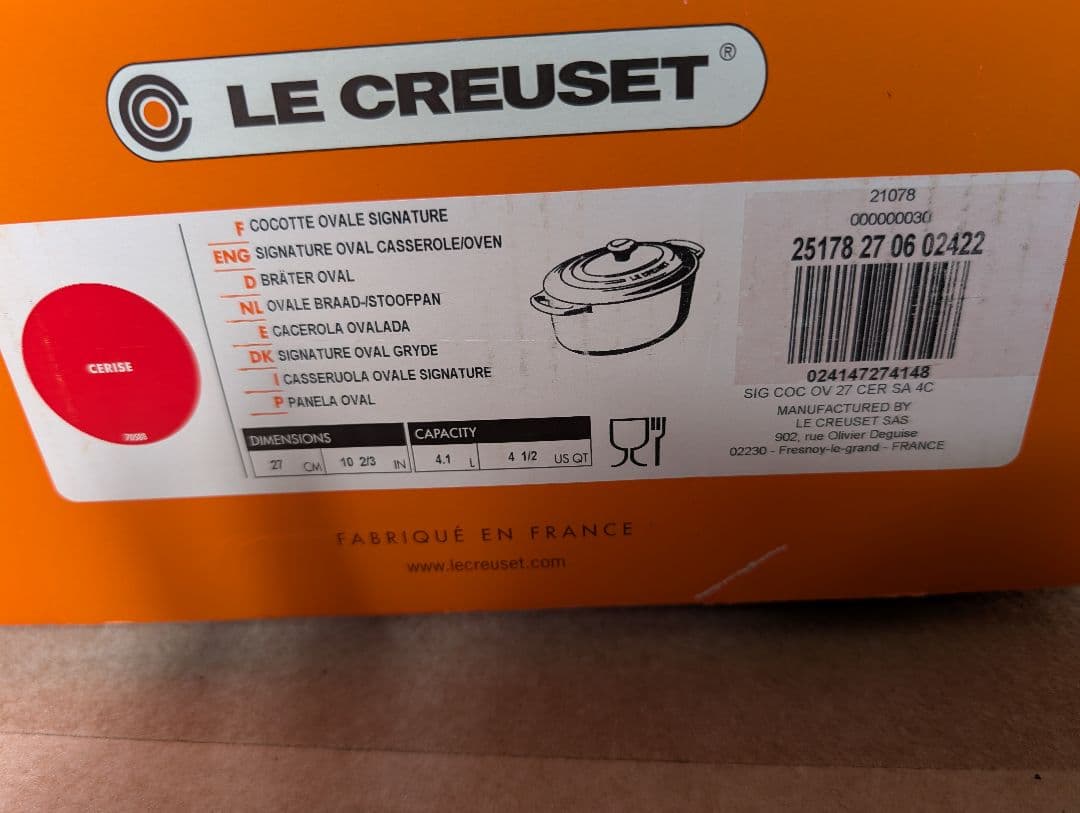 LE CREUSET ®
CERISE
F COCOTTE OVALE SIGNATURE
ENG SIGNATURE OVAL CASSEROLE/OVEN
D BRÄTER OVAL
NL OVALE BRAAD-/STOOFPAN
E CACEROLA OVALADA
DK SIGNATURE OVAL GRYDE
I CASSERUOLA OVALE SIGNATURE
P PANELA OVAL
DIMENSIONS CAPACITY
27 CM 10 2/3 IN 4.1 L 4 1/2 US QT
LE CREUSET
21078
000000030
25178 27 06 02422
024147274148
SIG COC OV 27 CER SA 4C
MANUFACTURED BY
LE CREUSET SAS
902, rue Olivier Deguise
02230 - Fresnoy-le-grand - FRANCE
FABRIQUÉ EN FRANCE
www.lecreuset.com